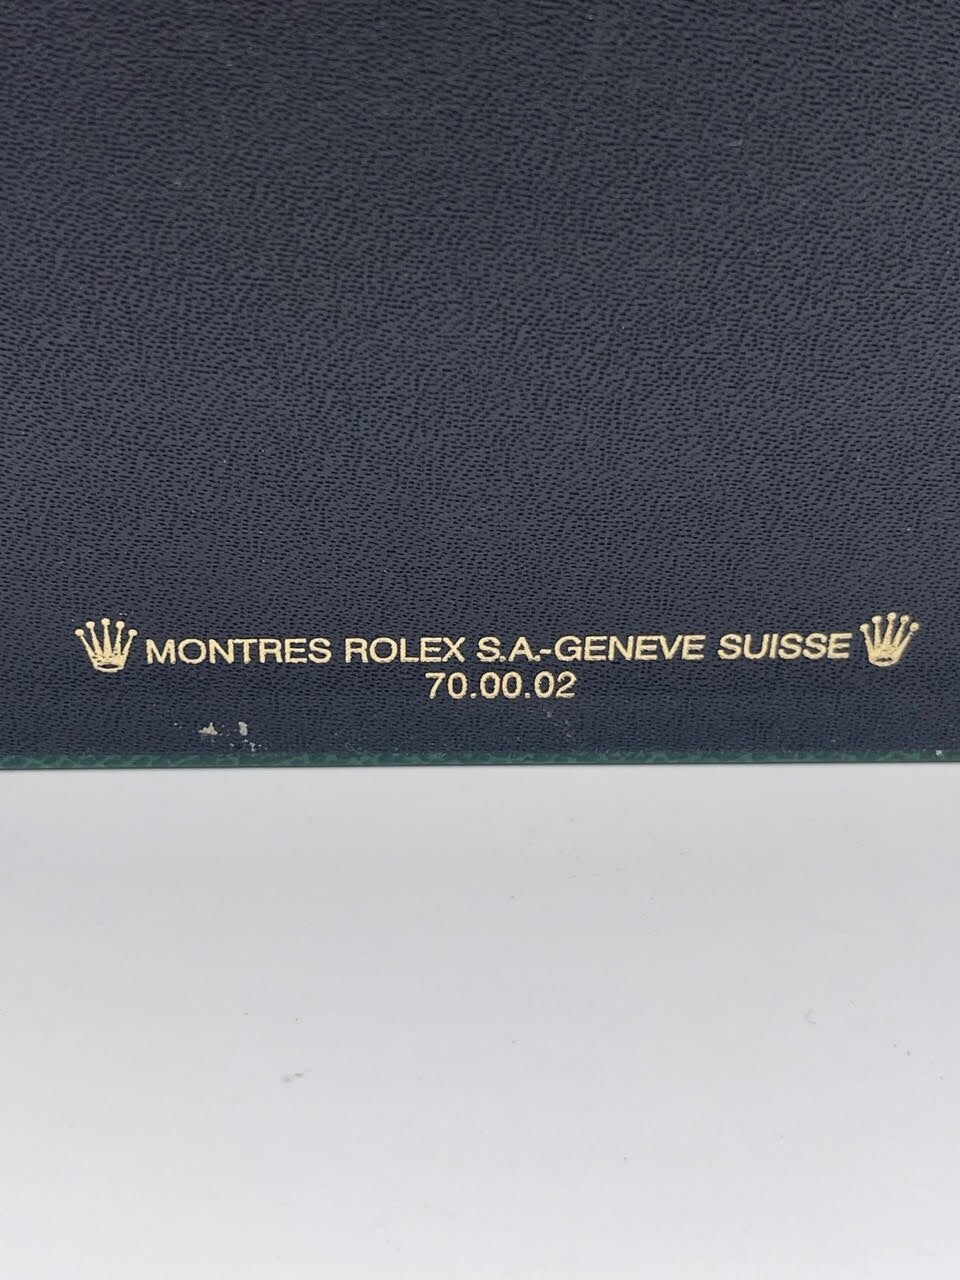 MONTRES ROLEX S.A.-GENEVE SUISSE
70.00.02